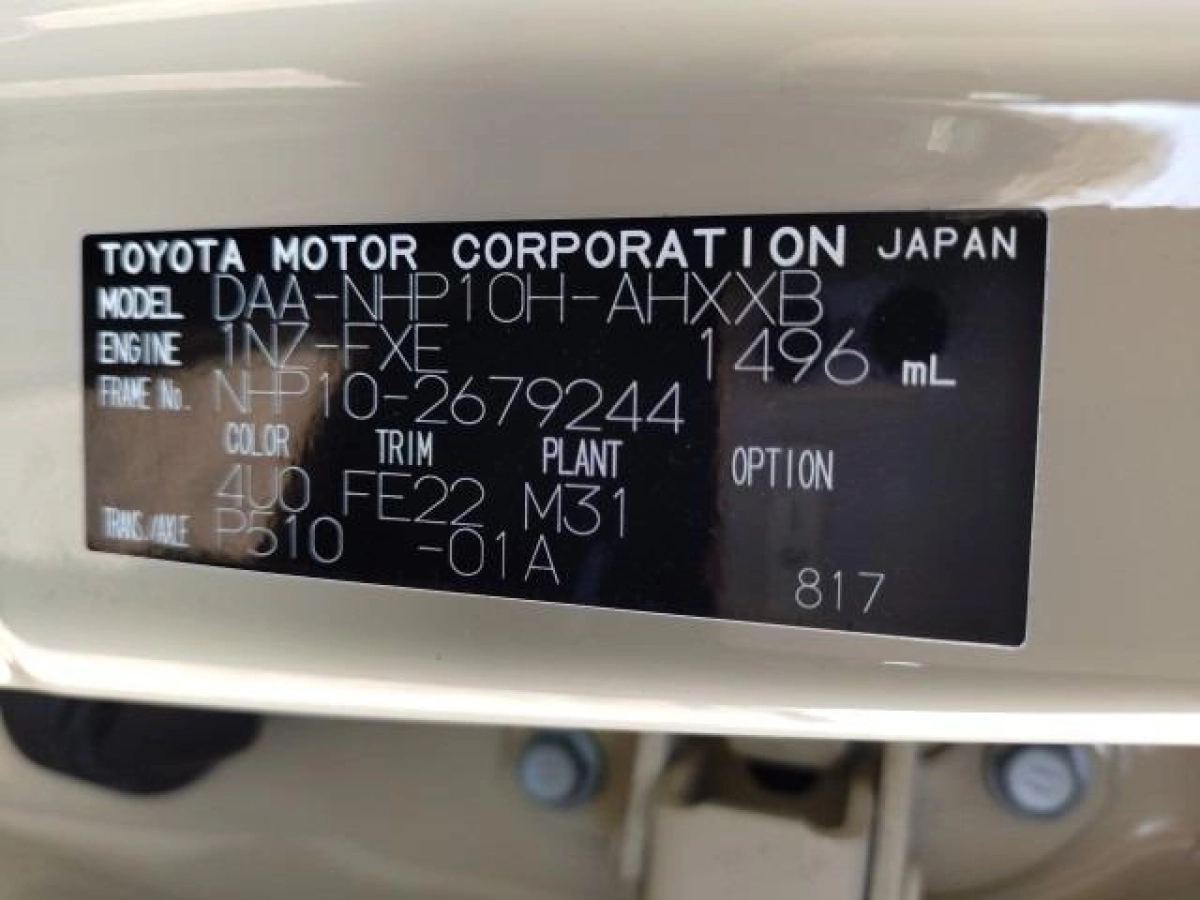 TOYOTA MOTOR CORPORATION JAPAN
MODEL DAA-NHP10H-AHXXB
ENGINE 1NZ-FXE 1496 mL
FRAME No. NHP10-2679244
COLOR TRIM PLANT OPTION
4U0 FE22 M31
TRANS./AXLE P510 -01A
817